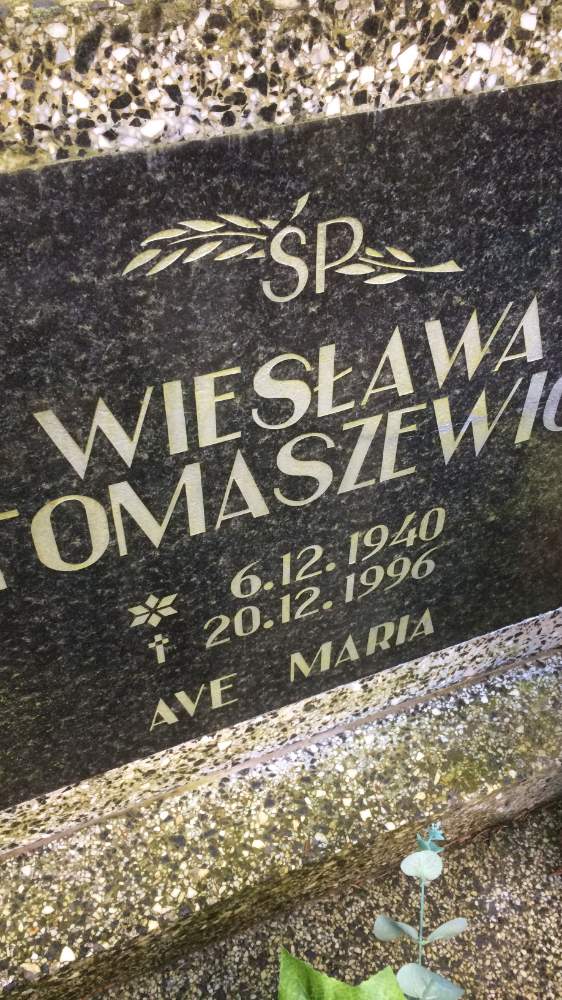 ŚP
WIESŁAWA
TOMASZEWIC
6.12.1940
20.12.1996
AVE MARIA